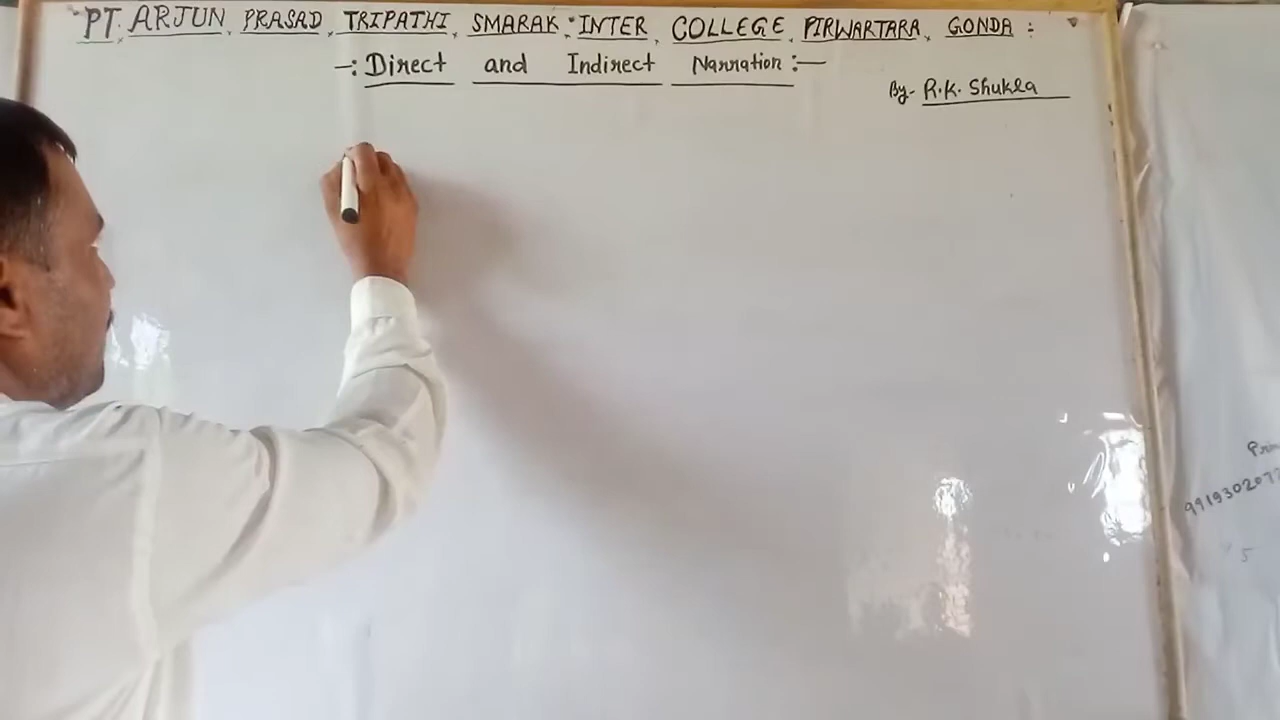 PT. ARJUN PRASAD TRIPATHI SMARAK INTER COLLEGE PIRWARTARA, GONDA :
-: Direct and Indirect Narration :-
By- R.K. Shukla